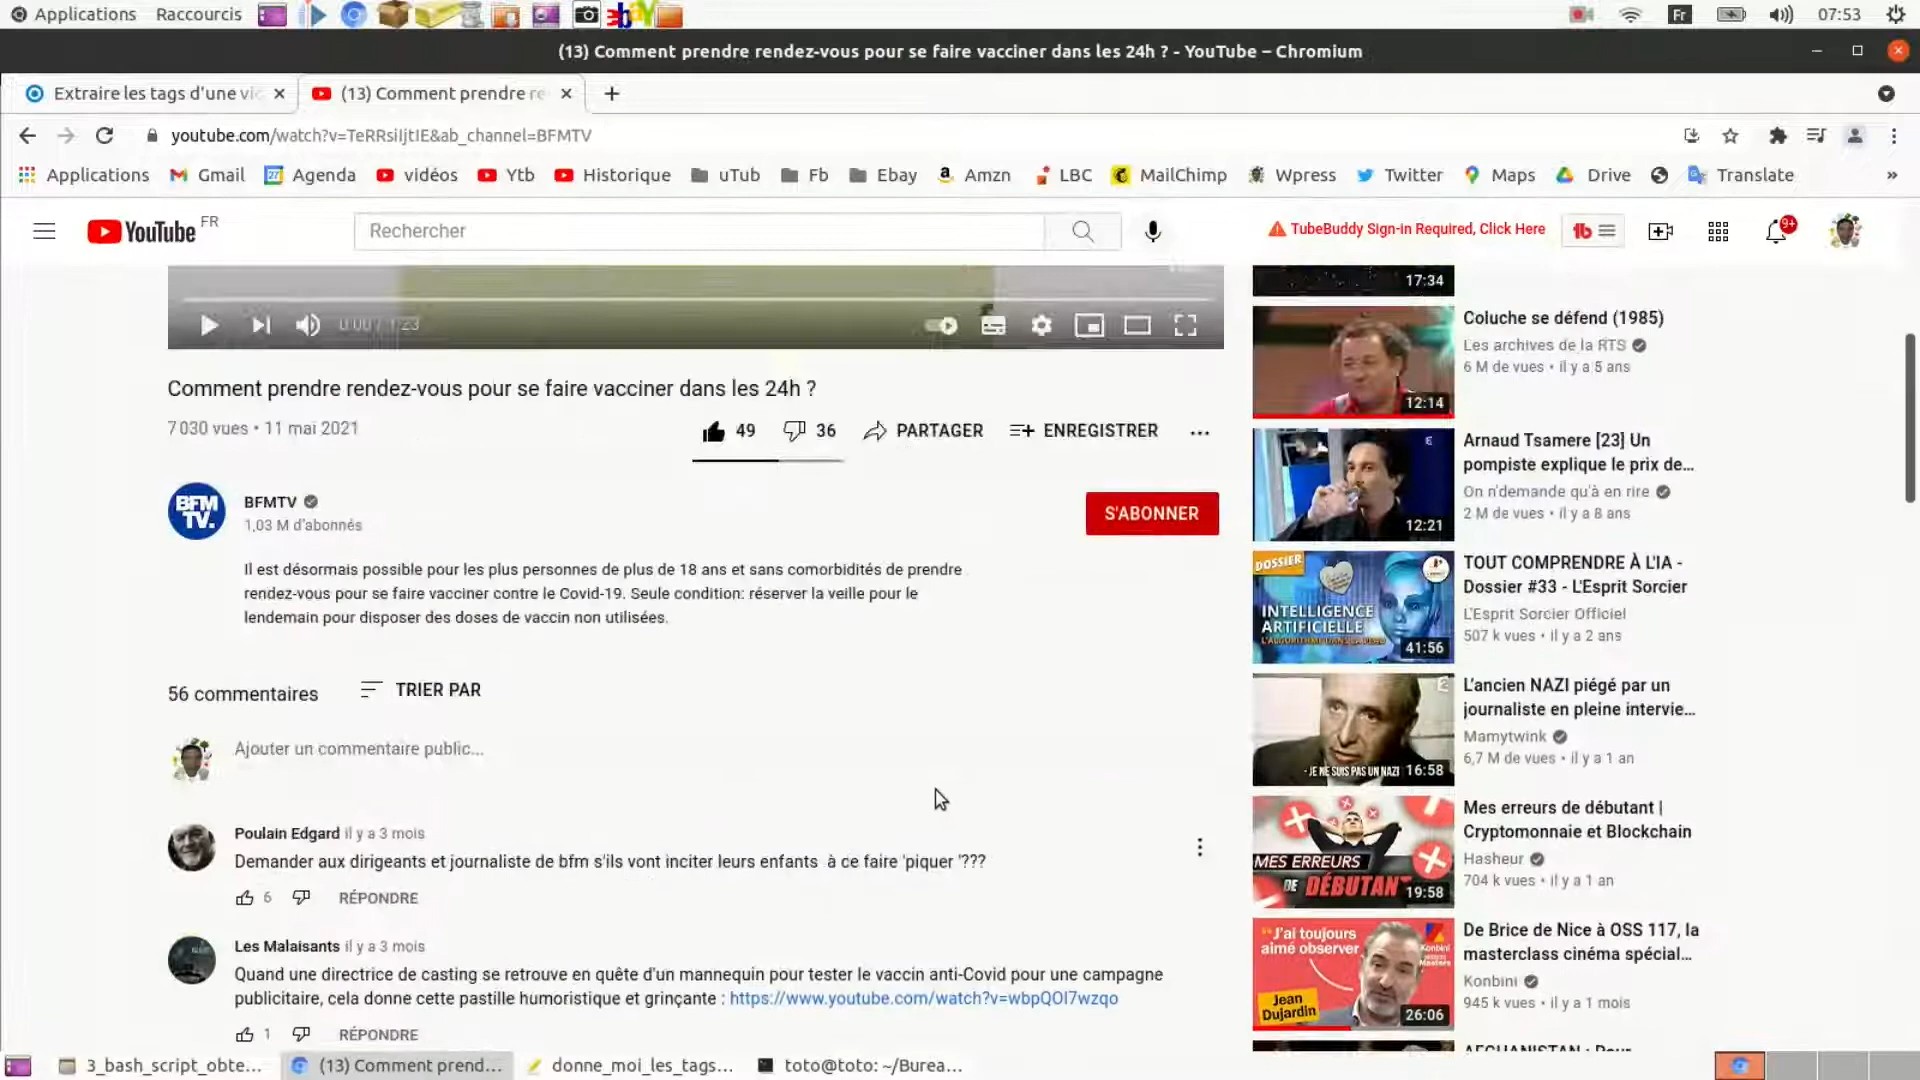 Applications Raccourcis
Fr 07:53
(13) Comment prendre rendez-vous pour se faire vacciner dans les 24h ? - YouTube – Chromium
Extraire les tags d'une vi
(13) Comment prendre re
youtube.com/watch?v=TeRRsiIjtIE&ab_channel=BFMTV
Applications Gmail Agenda vidéos Ytb Historique uTub Fb Ebay Amzn LBC MailChimp Wpress Twitter Maps Drive Translate »
YouTube FR
Rechercher
TubeBuddy Sign-in Required, Click Here
9+
0:00 / 1:23
Comment prendre rendez-vous pour se faire vacciner dans les 24h ?
7 030 vues • 11 mai 2021
49 36 PARTAGER ENREGISTRER ...
BFM TV.
BFMTV
1,03 M d'abonnés
S'ABONNER
Il est désormais possible pour les plus personnes de plus de 18 ans et sans comorbidités de prendre
rendez-vous pour se faire vacciner contre le Covid-19. Seule condition: réserver la veille pour le
lendemain pour disposer des doses de vaccin non utilisées.
56 commentaires TRIER PAR
Ajouter un commentaire public...
Poulain Edgard il y a 3 mois
Demander aux dirigeants et journaliste de bfm s'ils vont inciter leurs enfants à ce faire 'piquer '???
6 RÉPONDRE
Les Malaisants il y a 3 mois
Quand une directrice de casting se retrouve en quête d'un mannequin pour tester le vaccin anti-Covid pour une campagne
publicitaire, cela donne cette pastille humoristique et grinçante : https://www.youtube.com/watch?v=wbpQOI7wzqo
1 RÉPONDRE
17:34
12:14
Coluche se défend (1985)
Les archives de la RTS
6 M de vues • il y a 5 ans
12:21
Arnaud Tsamere [23] Un
pompiste explique le prix de...
On n'demande qu'à en rire
2 M de vues • il y a 8 ans
DOSSIER
INTELLIGENCE
ARTIFICIELLE
41:56
TOUT COMPRENDRE À L'IA -
Dossier #33 - L'Esprit Sorcier
L'Esprit Sorcier Officiel
507 k vues • il y a 2 ans
- JE NE SUIS PAS UN NAZI 16:58
L'ancien NAZI piégé par un
journaliste en pleine intervie...
Mamytwink
6,7 M de vues • il y a 1 an
MES ERREURS
DE DÉBUTANT
19:58
Mes erreurs de débutant |
Cryptomonnaie et Blockchain
Hasheur
704 k vues • il y a 1 an
"J'ai toujours
aimé observer
Konbini
Jean
Dujardin
26:06
De Brice de Nice à OSS 117, la
masterclass cinéma spécial...
Konbini
945 k vues • il y a 1 mois
AFGHANISTAN : Pour
3_bash_script_obte... (13) Comment prend... donne_moi_les_tags... toto@toto: ~/Burea...